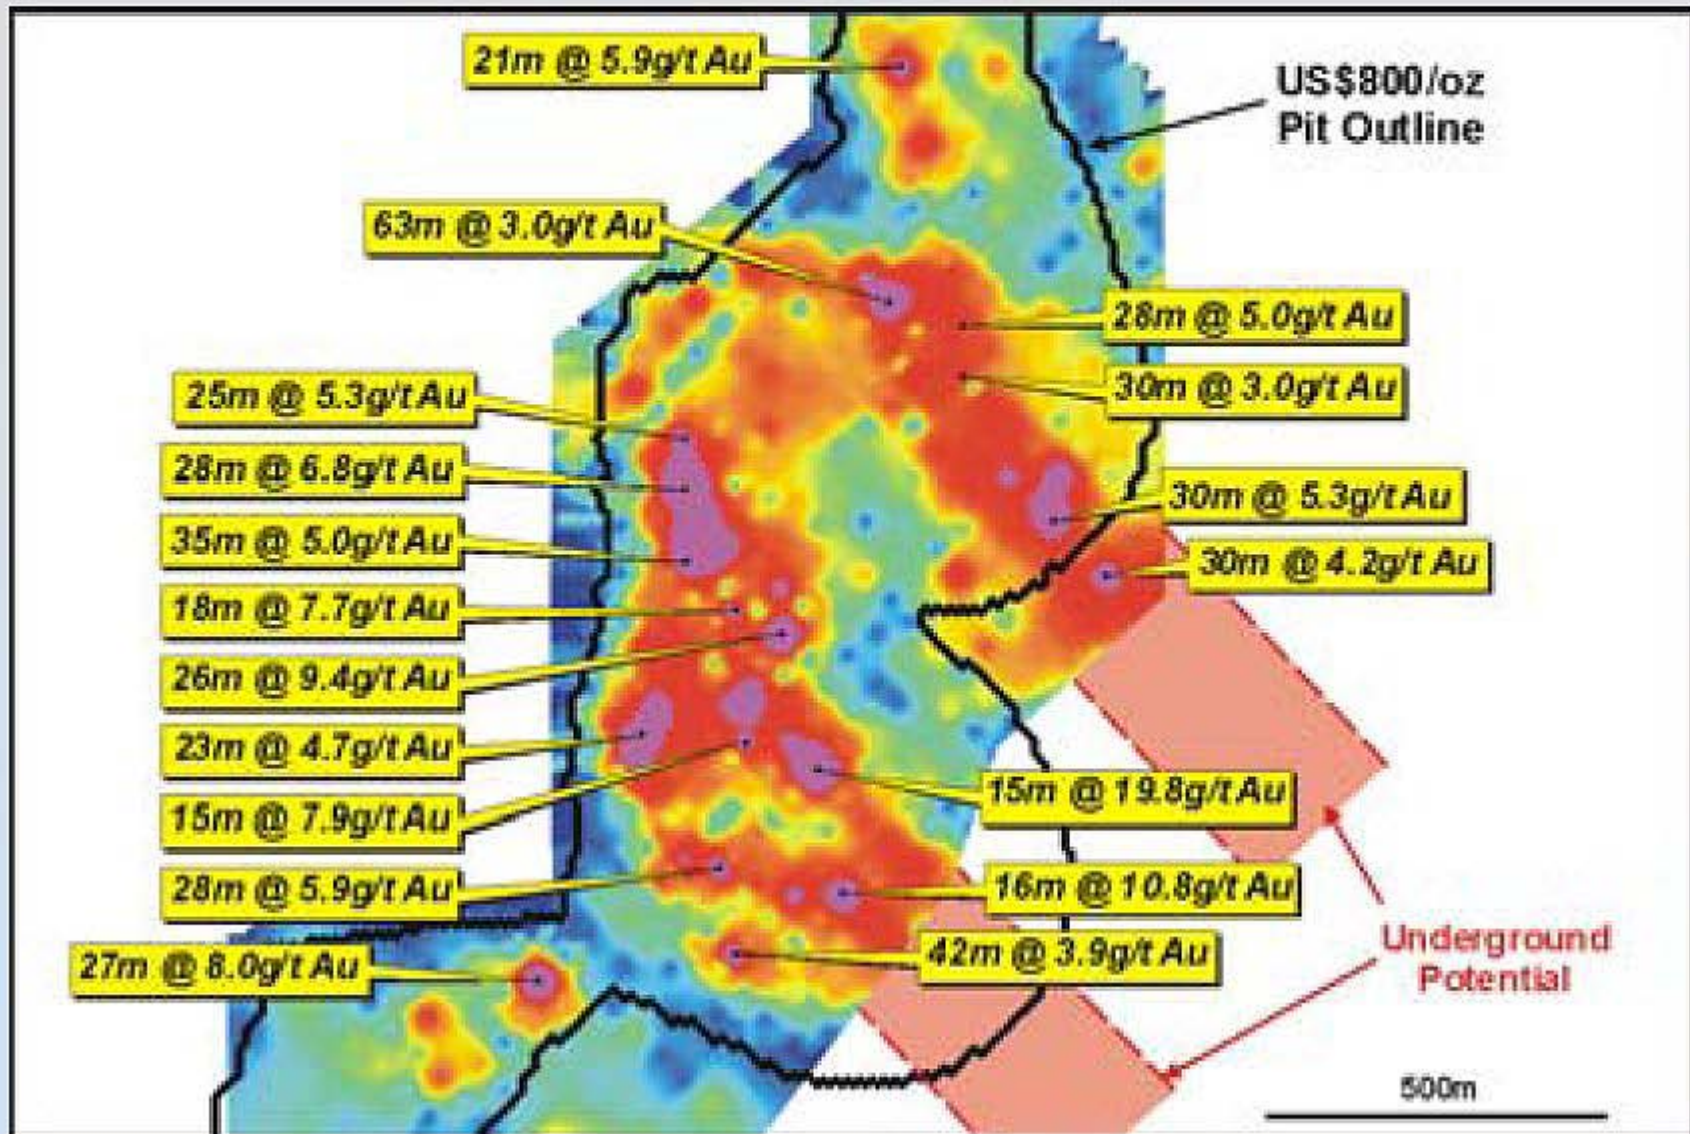 21m @ 5.9g/t Au
US$800/oz
Pit Outline
63m @ 3.0g/t Au
28m @ 5.0g/t Au
30m @ 3.0g/t Au
25m @ 5.3g/t Au
28m @ 6.8g/t Au
30m @ 5.3g/t Au
35m @ 5.0g/t Au
30m @ 4.2g/t Au
18m @ 7.7g/t Au
26m @ 9.4g/t Au
23m @ 4.7g/t Au
15m @ 19.8g/t Au
15m @ 7.9g/t Au
28m @ 5.9g/t Au
16m @ 10.8g/t Au
42m @ 3.9g/t Au
27m @ 8.0g/t Au
Underground
Potential
500m